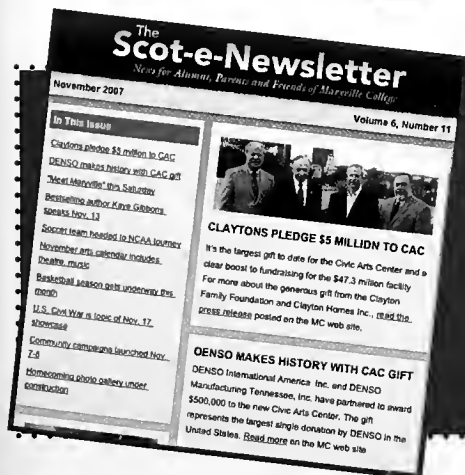 The
Scot-e-Newsletter
News for Alumni, Parents and Friends of Maryville College
November 2007
Volume 6, Number 11
In This Issue
Claytons pledge $5 million to CAC
DENSO makes history with CAC gift
"Meet Maryville" this Saturday
Bestselling author Kaye Gibbons
speaks Nov. 13
Soccer team headed to NCAA tourney
November arts calendar includes
theatre, music
Basketball season gets underway this
month
U.S. Civil War is topic of Nov. 17
showcase
Community campaigns launched Nov.
7-8
Homecoming photo gallery under
construction
CLAYTONS PLEDGE $5 MILLION TO CAC
It's the largest gift to date for the Civic Arts Center and a
clear boost to fundraising for the $47.3 million facility
For more about the generous gift from the Clayton
Family Foundation and Clayton Homes Inc., read the
press release posted on the MC web site.
DENSO MAKES HISTORY WITH CAC GIFT
DENSO International America Inc. and DENSO
Manufacturing Tennessee, Inc. have partnered to award
$500,000 to the new Civic Arts Center. The gift
represents the largest single donation by DENSO in the
United States. Read more on the MC web site